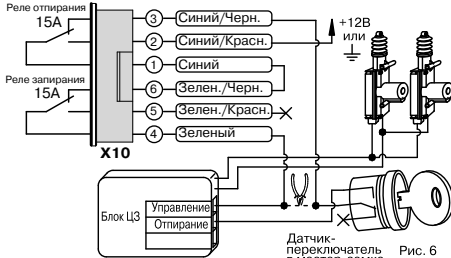 Реле отпирания
15А
Реле запирания
15А
X10
3 Синий/Черн.
2 Синий/Красн.
1 Синий
6 Зелен./Черн.
5 Зелен./Красн.
4 Зеленый
+12В
или
Блок ЦЗ
Управление
Отпирание
Датчик-
переключатель
Рис. 6